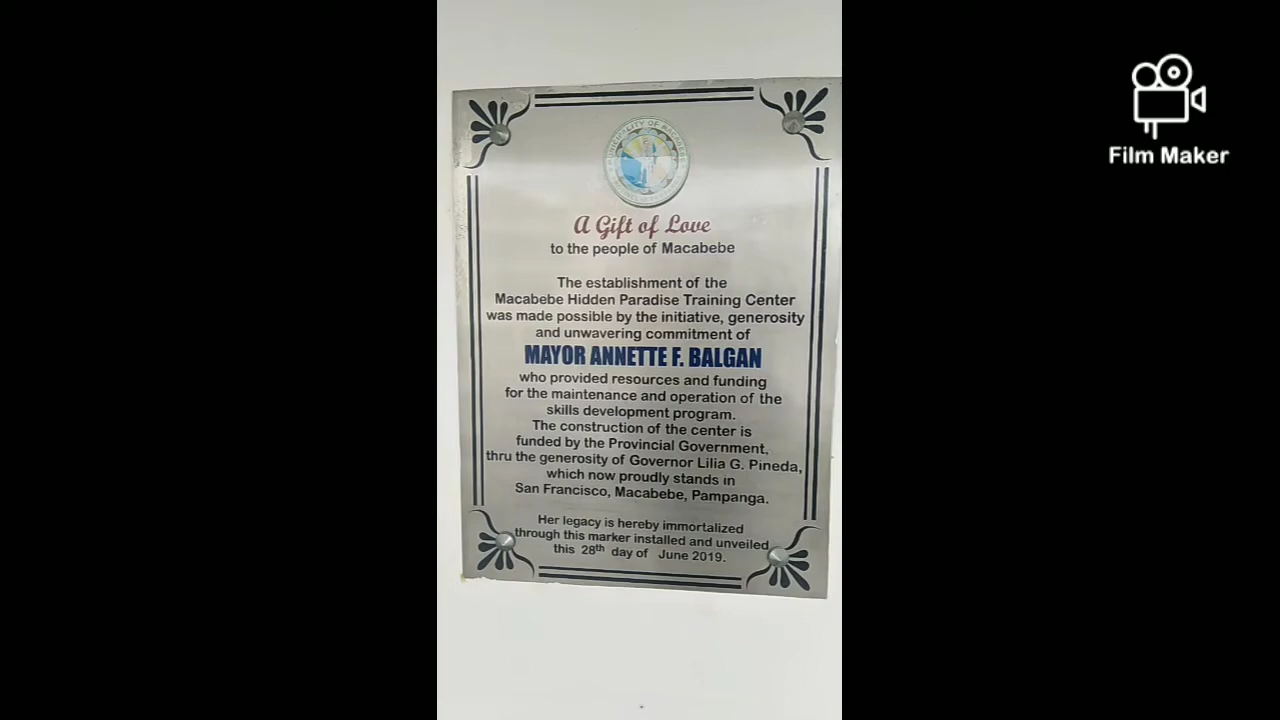 MUNICIPALITY OF MACABEBE
A Gift of Love
to the people of Macabebe
The establishment of the
Macabebe Hidden Paradise Training Center
was made possible by the initiative, generosity
and unwavering commitment of
MAYOR ANNETTE F. BALGAN
who provided resources and funding
for the maintenance and operation of the
skills development program.
The construction of the center is
funded by the Provincial Government,
thru the generosity of Governor Lilia G. Pineda,
which now proudly stands in
San Francisco, Macabebe, Pampanga.
Her legacy is hereby immortalized
through this marker installed and unveiled
this 28th day of June 2019.
Film Maker